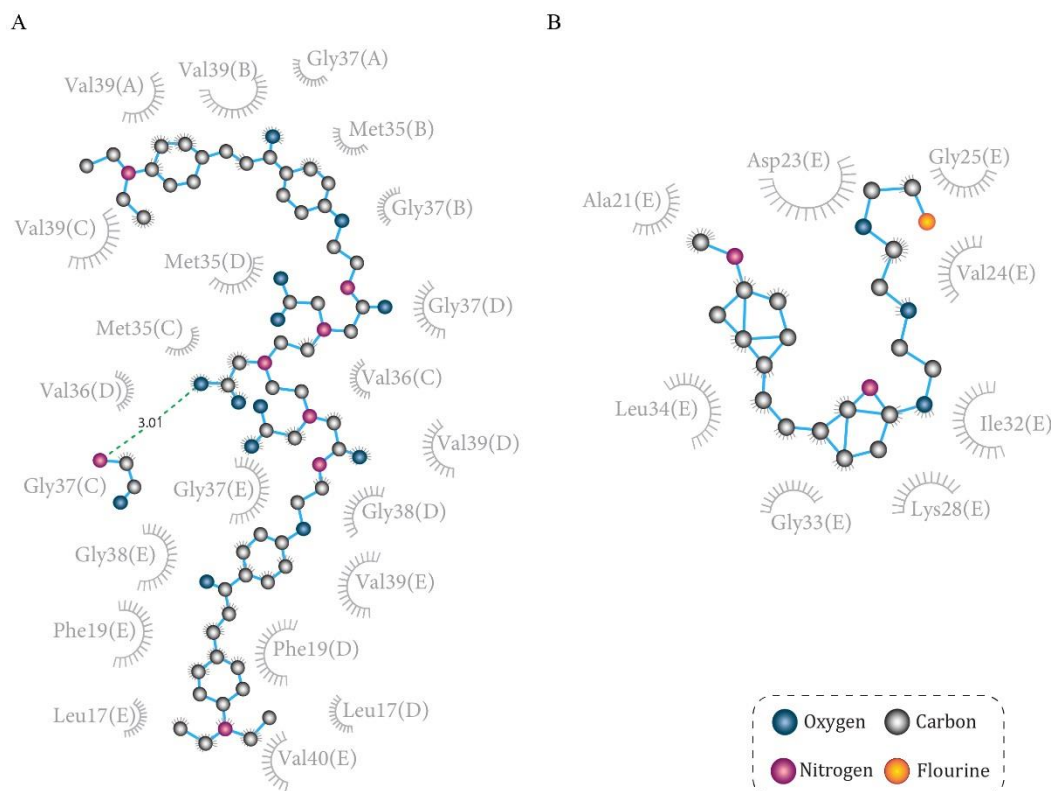 A
B
Gly37(A)
Val39(B)
Val39(A)
Met35(B)
Gly37(B)
Val39(C)
Met35(D)
Gly37(D)
Met35(C)
Val36(D)
Val36(C)
3.01
Val39(D)
Gly37(C)
Gly37(E)
Gly38(D)
Gly38(E)
Val39(E)
Phe19(E)
Phe19(D)
Leu17(E)
Leu17(D)
Val40(E)
Asp23(E)
Gly25(E)
Ala21(E)
Val24(E)
Leu34(E)
Ile32(E)
Lys28(E)
Gly33(E)
Oxygen
Carbon
Nitrogen
Flourine